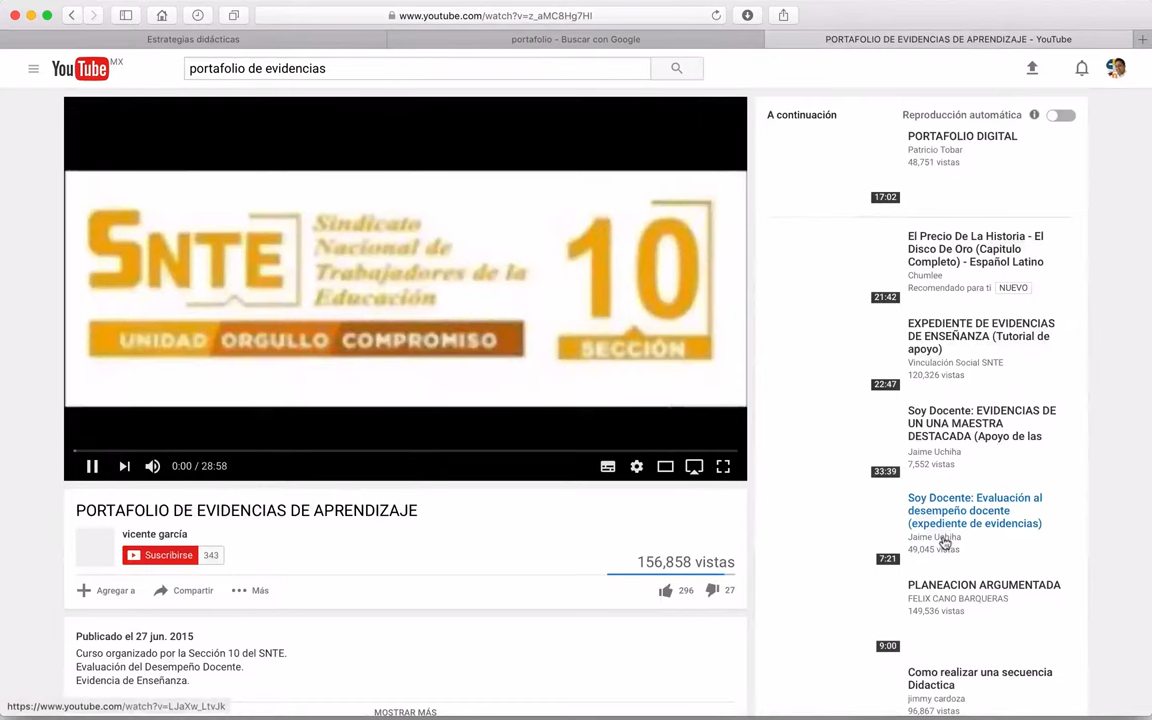 www.youtube.com/watch?v=z_aMC8Hg7HI
Estrategias didácticas
portafolio - Buscar con Google
PORTAFOLIO DE EVIDENCIAS DE APRENDIZAJE - YouTube
YouTube MX
portafolio de evidencias
SNTE
Sindicato
Nacional de
Trabajadores de la
Educación
10
UNIDAD ORGULLO COMPROMISO
SECCIÓN
0:00 / 28:58
PORTAFOLIO DE EVIDENCIAS DE APRENDIZAJE
vicente garcía
Suscribirse 343
156,858 vistas
Agregar a Compartir Más
296 27
Publicado el 27 jun. 2015
Curso organizado por la Sección 10 del SNTE.
Evaluación del Desempeño Docente.
Evidencia de Enseñanza.
MOSTRAR MÁS
https://www.youtube.com/watch?v=LJaXw_LtvJk
A continuación
Reproducción automática
PORTAFOLIO DIGITAL
Patricio Tobar
48,751 vistas
17:02
El Precio De La Historia - El
Disco De Oro (Capitulo
Completo) - Español Latino
Chumlee
Recomendado para ti NUEVO
21:42
EXPEDIENTE DE EVIDENCIAS
DE ENSEÑANZA (Tutorial de
apoyo)
Vinculación Social SNTE
120,326 vistas
22:47
Soy Docente: EVIDENCIAS DE
UN UNA MAESTRA
DESTACADA (Apoyo de las
Jaime Uchiha
7,552 vistas
33:39
Soy Docente: Evaluación al
desempeño docente
(expediente de evidencias)
Jaime Uchiha
49,045 vistas
7:21
PLANEACION ARGUMENTADA
FELIX CANO BARQUERAS
149,536 vistas
9:00
Como realizar una secuencia
Didactica
jimmy cardoza
96,867 vistas